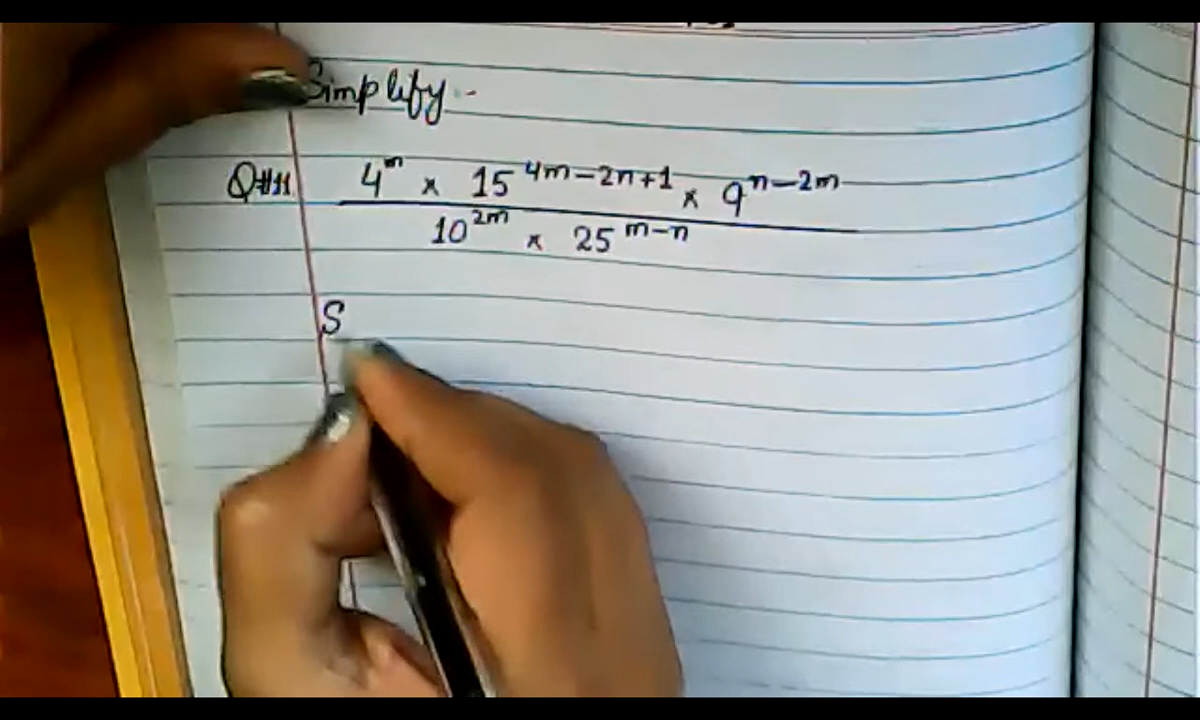 Simplify :-
Q#11 4^m × 15^(4m-2n+1) × 9^(n-2m)
10^(2m) × 25^(m-n)
S